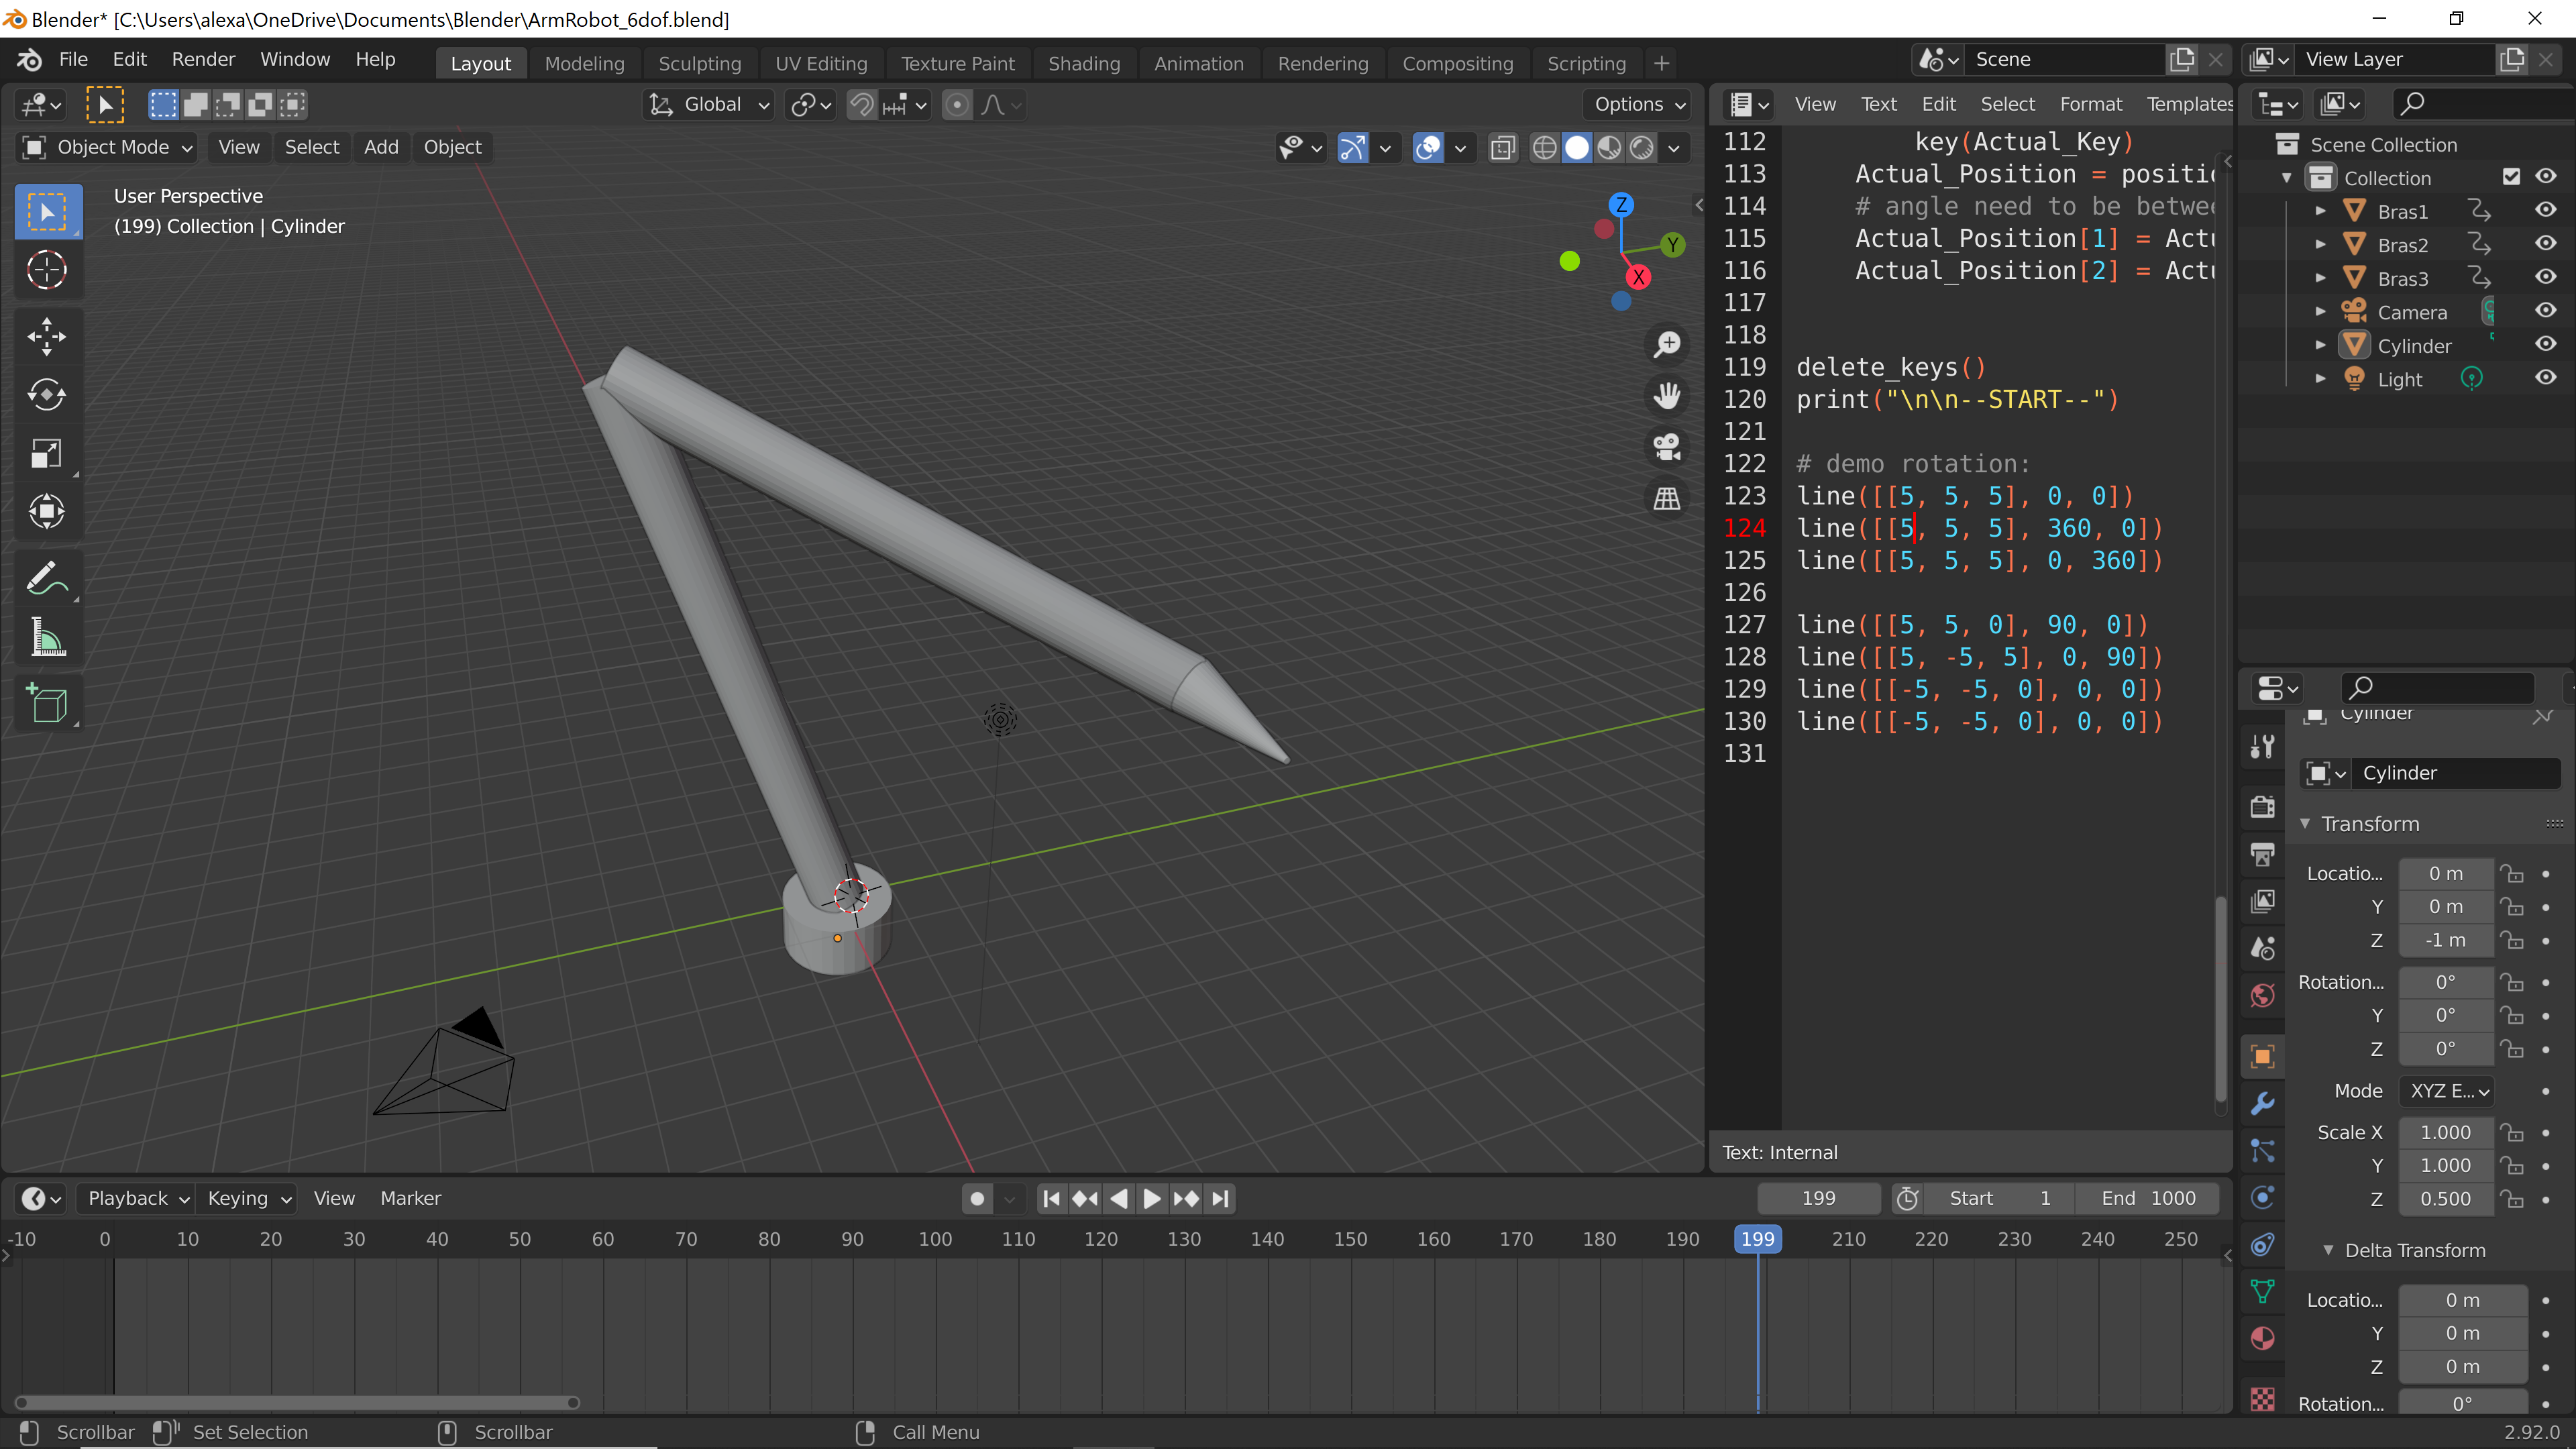 Blender* [C:\Users\alexa\OneDrive\Documents\Blender\ArmRobot_6dof.blend]
File Edit Render Window Help
Layout Modeling Sculpting UV Editing Texture Paint Shading Animation Rendering Compositing Scripting +
Scene
View Layer
Global
Options
View Text Edit Select Format Templates
Object Mode View Select Add Object
User Perspective
(199) Collection | Cylinder
Z
Y
X
112 key(Actual_Key)
113 Actual_Position = positio
114 # angle need to be betwee
115 Actual_Position[1] = Actu
116 Actual_Position[2] = Actu
117
118
119 delete_keys()
120 print("\n\n--START--")
121
122 # demo rotation:
123 line([[5, 5, 5], 0, 0])
124 line([[5, 5, 5], 360, 0])
125 line([[5, 5, 5], 0, 360])
126
127 line([[5, 5, 0], 90, 0])
128 line([[5, -5, 5], 0, 90])
129 line([[-5, -5, 0], 0, 0])
130 line([[-5, -5, 0], 0, 0])
131
Text: Internal
Scene Collection
Collection
Bras1
Bras2
Bras3
Camera
Cylinder
Light
Cylinder
Cylinder
Transform
Locatio... 0 m
Y 0 m
Z -1 m
Rotation... 0°
Y 0°
Z 0°
Mode XYZ E...
Scale X 1.000
Y 1.000
Z 0.500
Delta Transform
Locatio... 0 m
Y 0 m
Z 0 m
Rotation... 0°
Playback Keying View Marker
199 Start 1 End 1000
-10 0 10 20 30 40 50 60 70 80 90 100 110 120 130 140 150 160 170 180 190 199 210 220 230 240 250
Scrollbar Set Selection Scrollbar Call Menu 2.92.0